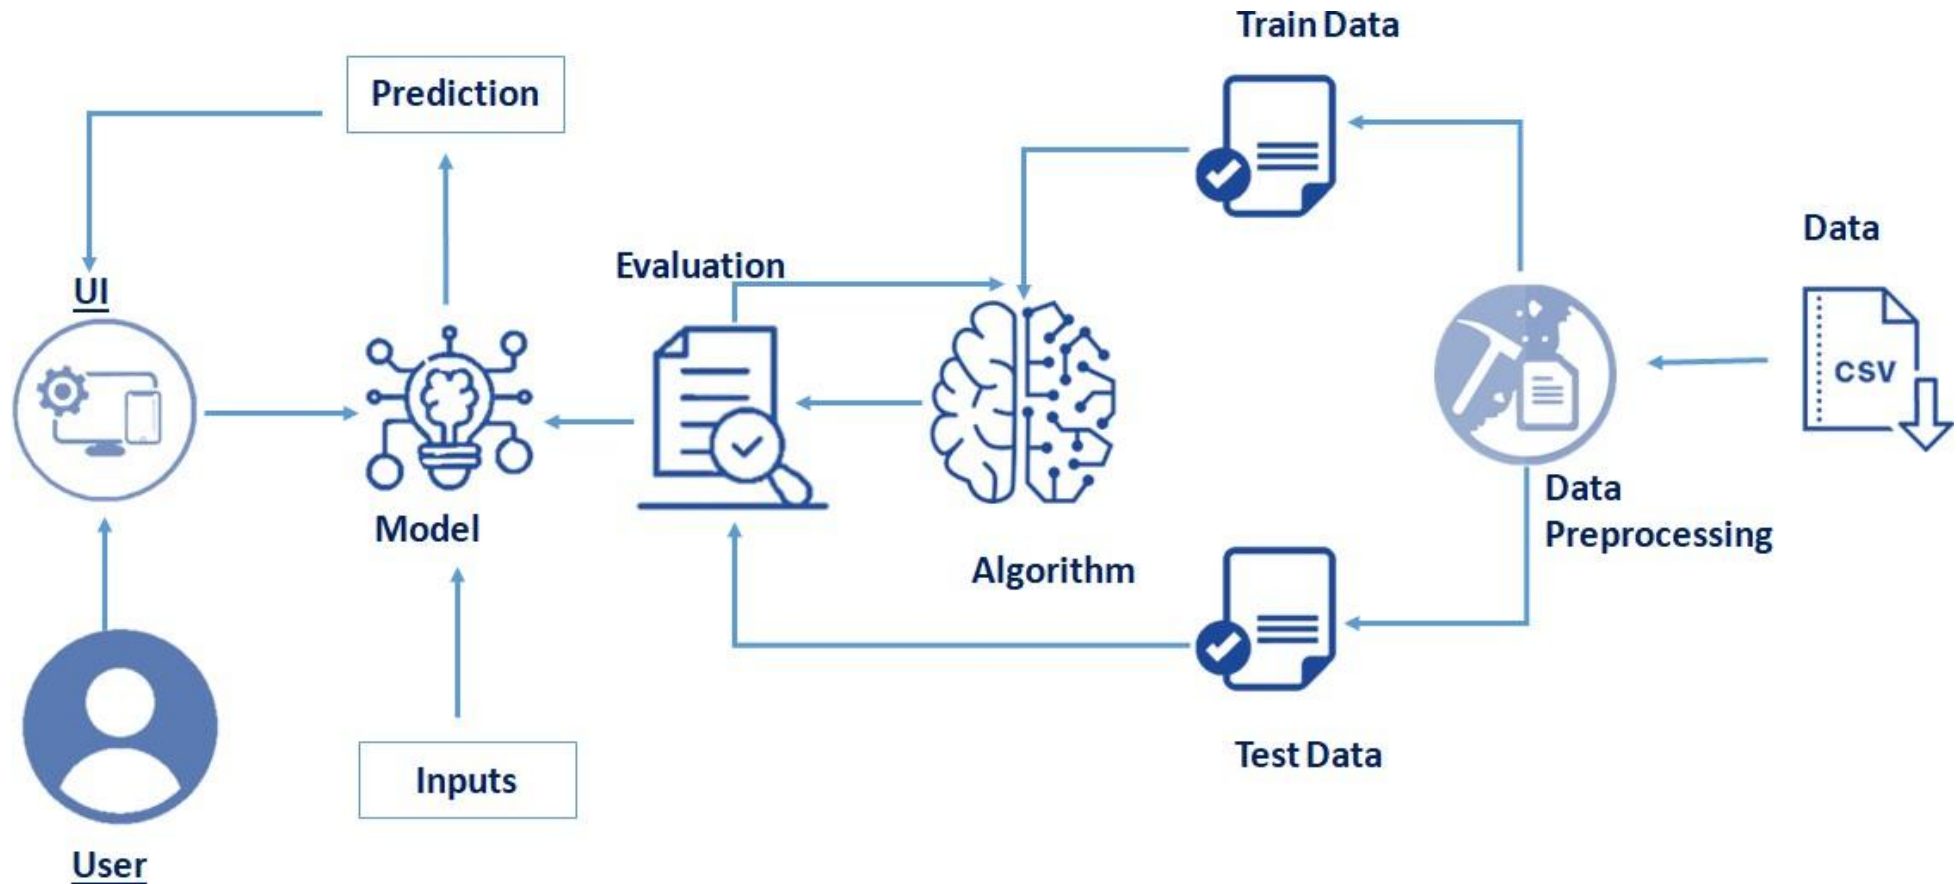 Train Data
Prediction
Data
Evaluation
UI
CSV
Data
Preprocessing
Model
Algorithm
Test Data
Inputs
User